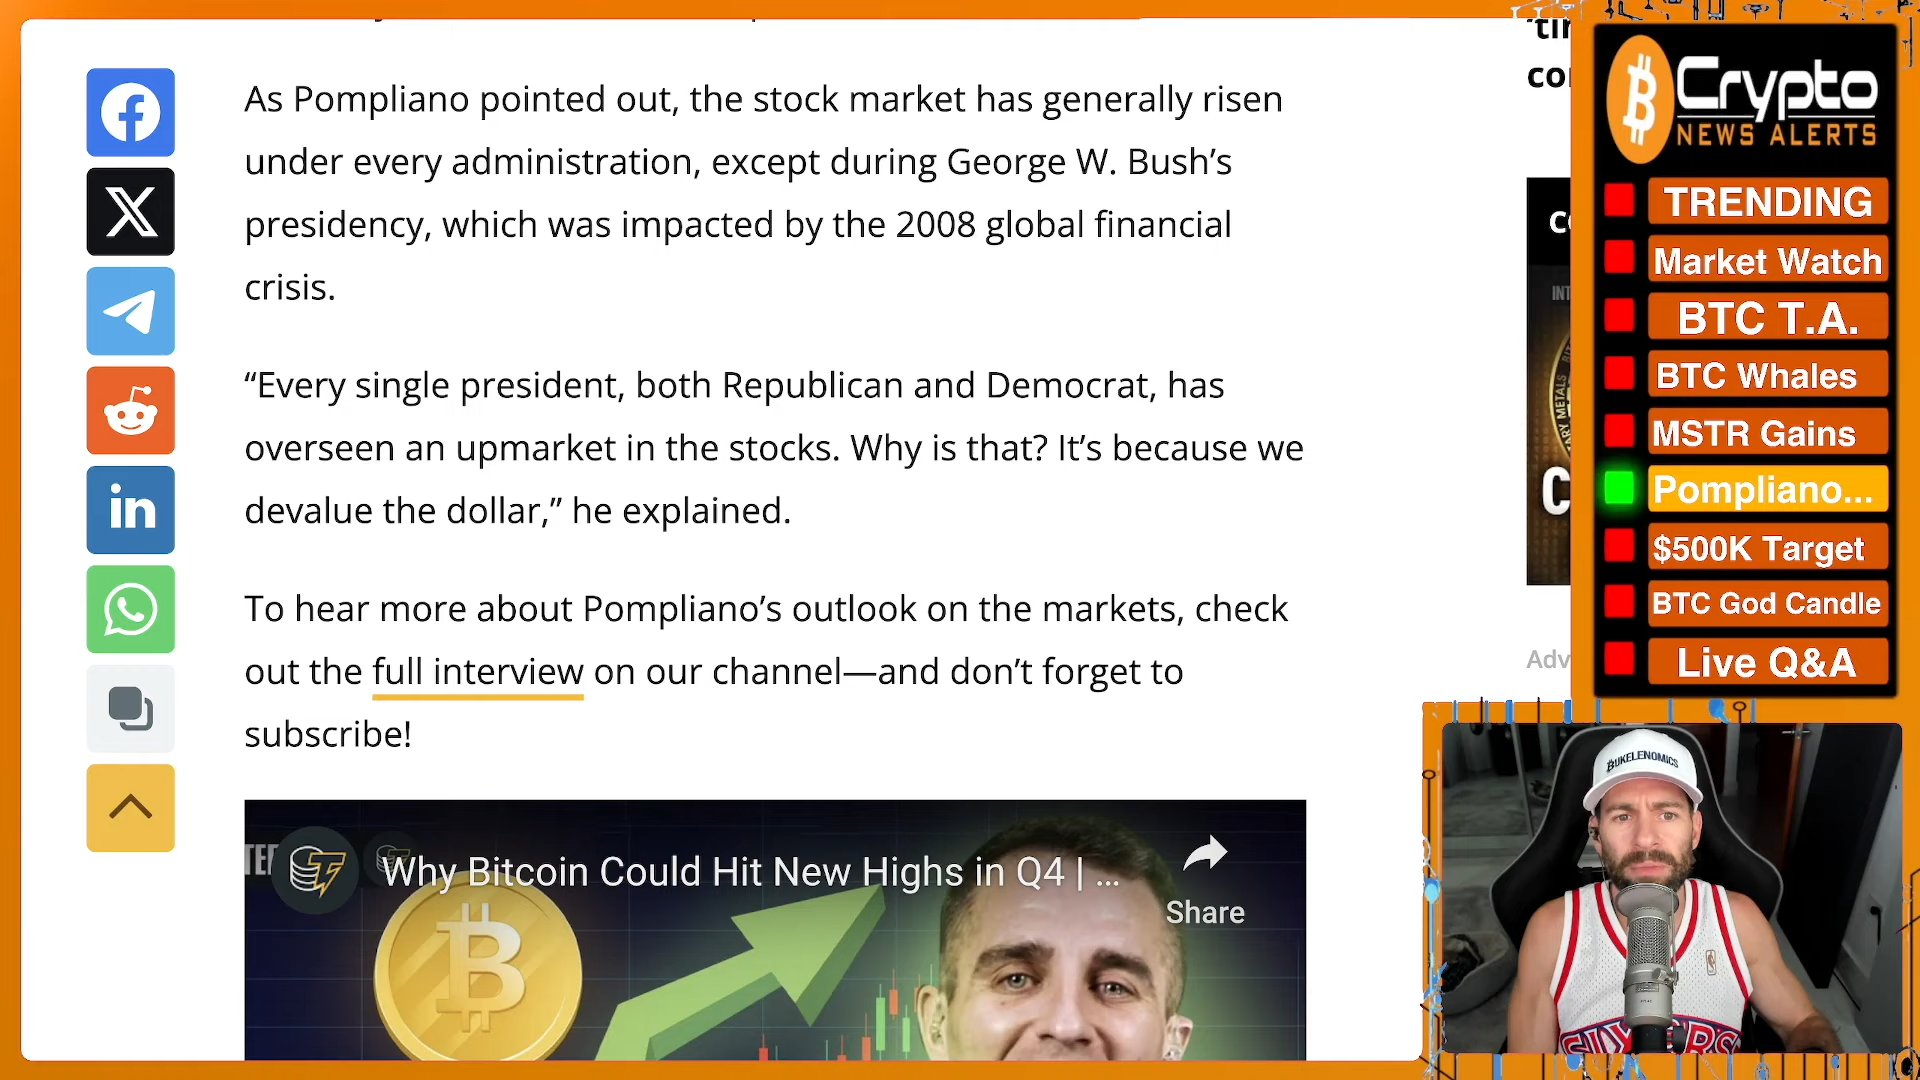 As Pompliano pointed out, the stock market has generally risen
under every administration, except during George W. Bush’s
presidency, which was impacted by the 2008 global financial
crisis.
“Every single president, both Republican and Democrat, has
overseen an upmarket in the stocks. Why is that? It’s because we
devalue the dollar,” he explained.
To hear more about Pompliano’s outlook on the markets, check
out the full interview on our channel—and don’t forget to
subscribe!
Why Bitcoin Could Hit New Highs in Q4 | ...
Share
in
Adv
Crypto
NEWS ALERTS
TRENDING
Market Watch
BTC T.A.
BTC Whales
MSTR Gains
Pompliano...
$500K Target
BTC God Candle
Live Q&A
BUKELENOMICS